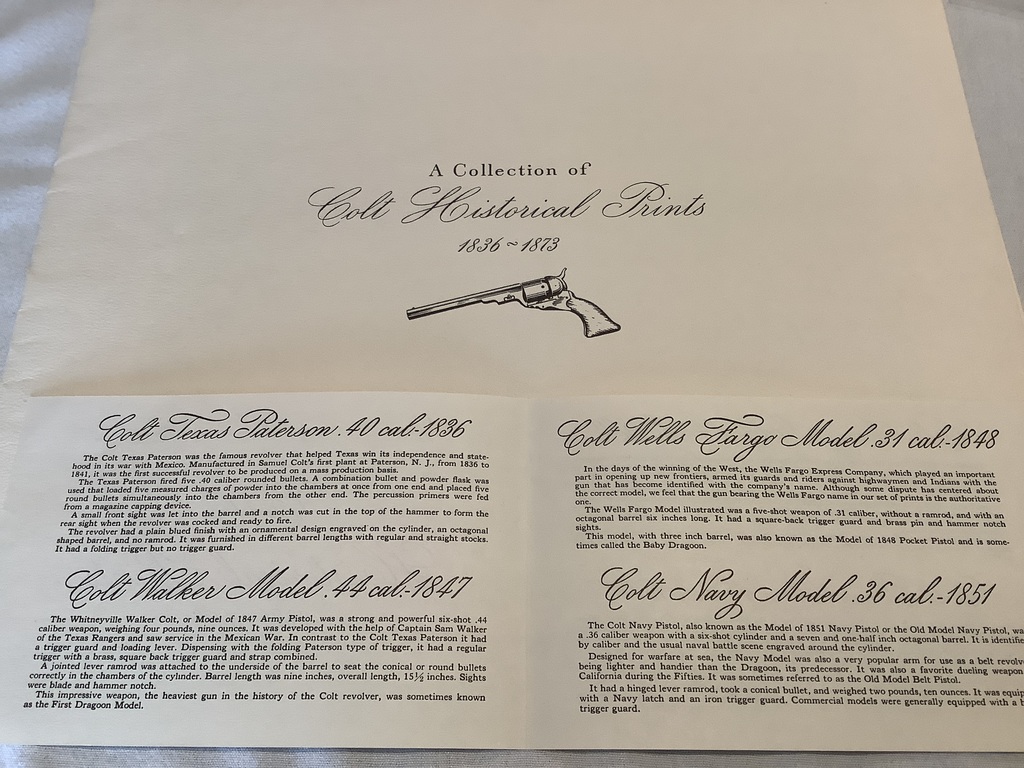 A Collection of
Colt Historical Prints
1836 ~ 1873
Colt Texas Paterson .40 cal.-1836
The Colt Texas Paterson was the famous revolver that helped Texas win its independence and state-
hood in its war with Mexico. Manufactured in Samuel Colt's first plant at Paterson, N. J., from 1836 to
1841, it was the first successful revolver to be produced on a mass production basis.
The Texas Paterson fired five .40 caliber rounded bullets. A combination bullet and powder flask was
used that loaded five measured charges of powder into the chambers at once from one end and placed five
round bullets simultaneously into the chambers from the other end. The percussion primers were fed
from a magazine capping device.
A small front sight was let into the barrel and a notch was cut in the top of the hammer to form the
rear sight when the revolver was cocked and ready to fire.
The revolver had a plain blued finish with an ornamental design engraved on the cylinder, an octagonal
shaped barrel, and no ramrod. It was furnished in different barrel lengths with regular and straight stocks.
It had a folding trigger but no trigger guard.
Colt Walker Model .44 cal.-1847
The Whitneyville Walker Colt, or Model of 1847 Army Pistol, was a strong and powerful six-shot .44
caliber weapon, weighing four pounds, nine ounces. It was developed with the help of Captain Sam Walker
of the Texas Rangers and saw service in the Mexican War. In contrast to the Colt Texas Paterson it had
a trigger guard and loading lever. Dispensing with the folding Paterson type of trigger, it had a regular
trigger with a brass, square back trigger guard and strap combined.
A jointed lever ramrod was attached to the underside of the barrel to seat the conical or round bullets
correctly in the chambers of the cylinder. Barrel length was nine inches, overall length, 15½ inches. Sights
were blade and hammer notch.
This impressive weapon, the heaviest gun in the history of the Colt revolver, was sometimes known
as the First Dragoon Model.
Colt Wells Fargo Model .31 cal.-1848
In the days of the winning of the West, the Wells Fargo Express Company, which played an important
part in opening up new frontiers, armed its guards and riders against highwaymen and Indians with the
gun that has become identified with the company's name. Although some dispute has centered about
the correct model, we feel that the gun bearing the Wells Fargo name in our set of prints is the authoritative
one.
The Wells Fargo Model illustrated was a five-shot weapon of .31 caliber, without a ramrod, and with an
octagonal barrel six inches long. It had a square-back trigger guard and brass pin and hammer notch
sights.
This model, with three inch barrel, was also known as the Model of 1848 Pocket Pistol and is some-
times called the Baby Dragoon.
Colt Navy Model .36 cal.-1851
The Colt Navy Pistol, also known as the Model of 1851 Navy Pistol or the Old Model Navy Pistol, wa
a .36 caliber weapon with a six-shot cylinder and a seven and one-half inch octagonal barrel. It is identifie
by caliber and the usual naval battle scene engraved around the cylinder.
Designed for warfare at sea, the Navy Model was also a very popular arm for use as a belt revolve
being lighter and handier than the Dragoon, its predecessor. It was also a favorite dueling weapon
California during the Fifties. It was sometimes referred to as the Old Model Belt Pistol.
It had a hinged lever ramrod, took a conical bullet, and weighed two pounds, ten ounces. It was equip
with a Navy latch and an iron trigger guard. Commercial models were generally equipped with a b
trigger guard.